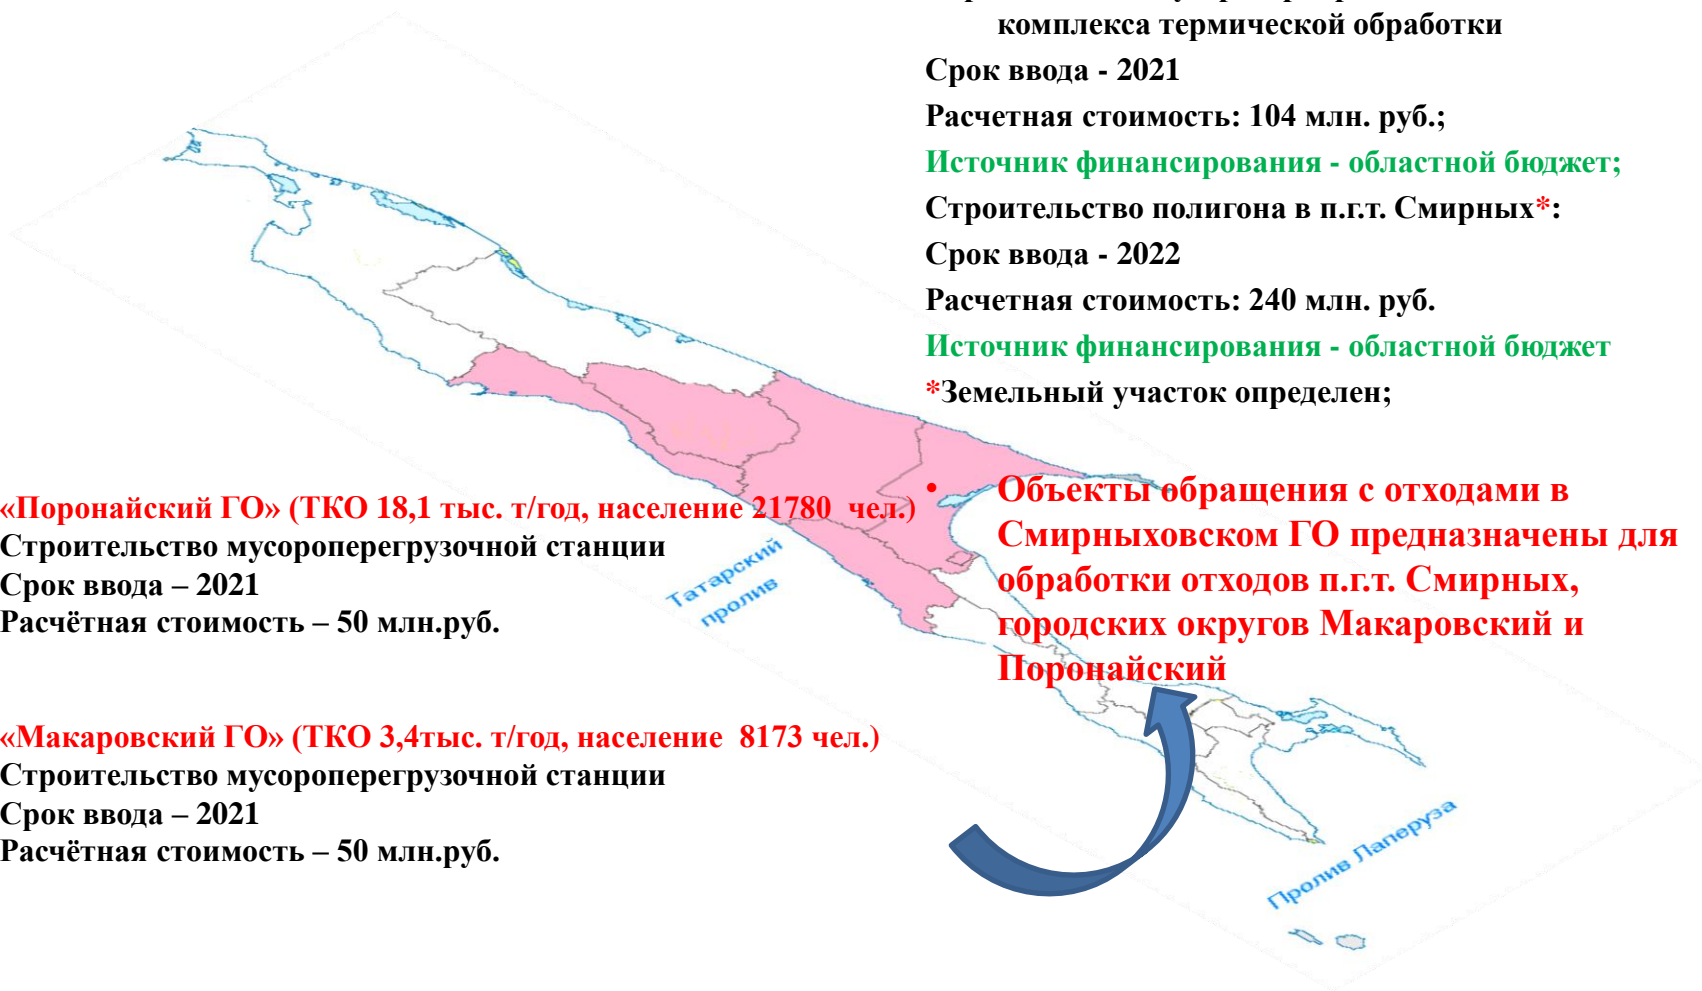 комплекса термической обработки
Срок ввода - 2021
Расчетная стоимость: 104 млн. руб.;
Источник финансирования - областной бюджет;
Строительство полигона в п.г.т. Смирных*:
Срок ввода - 2022
Расчетная стоимость: 240 млн. руб.
Источник финансирования - областной бюджет
*Земельный участок определен;
• Объекты обращения с отходами в
Смирныховском ГО предназначены для
обработки отходов п.г.т. Смирных,
городских округов Макаровский и
Поронайский
«Поронайский ГО» (ТКО 18,1 тыс. т/год, население 21780 чел.)
Строительство мусороперегрузочной станции
Срок ввода – 2021
Расчётная стоимость – 50 млн.руб.
«Макаровский ГО» (ТКО 3,4тыс. т/год, население 8173 чел.)
Строительство мусороперегрузочной станции
Срок ввода – 2021
Расчётная стоимость – 50 млн.руб.
Татарский
пролив
Пролив Лаперуза